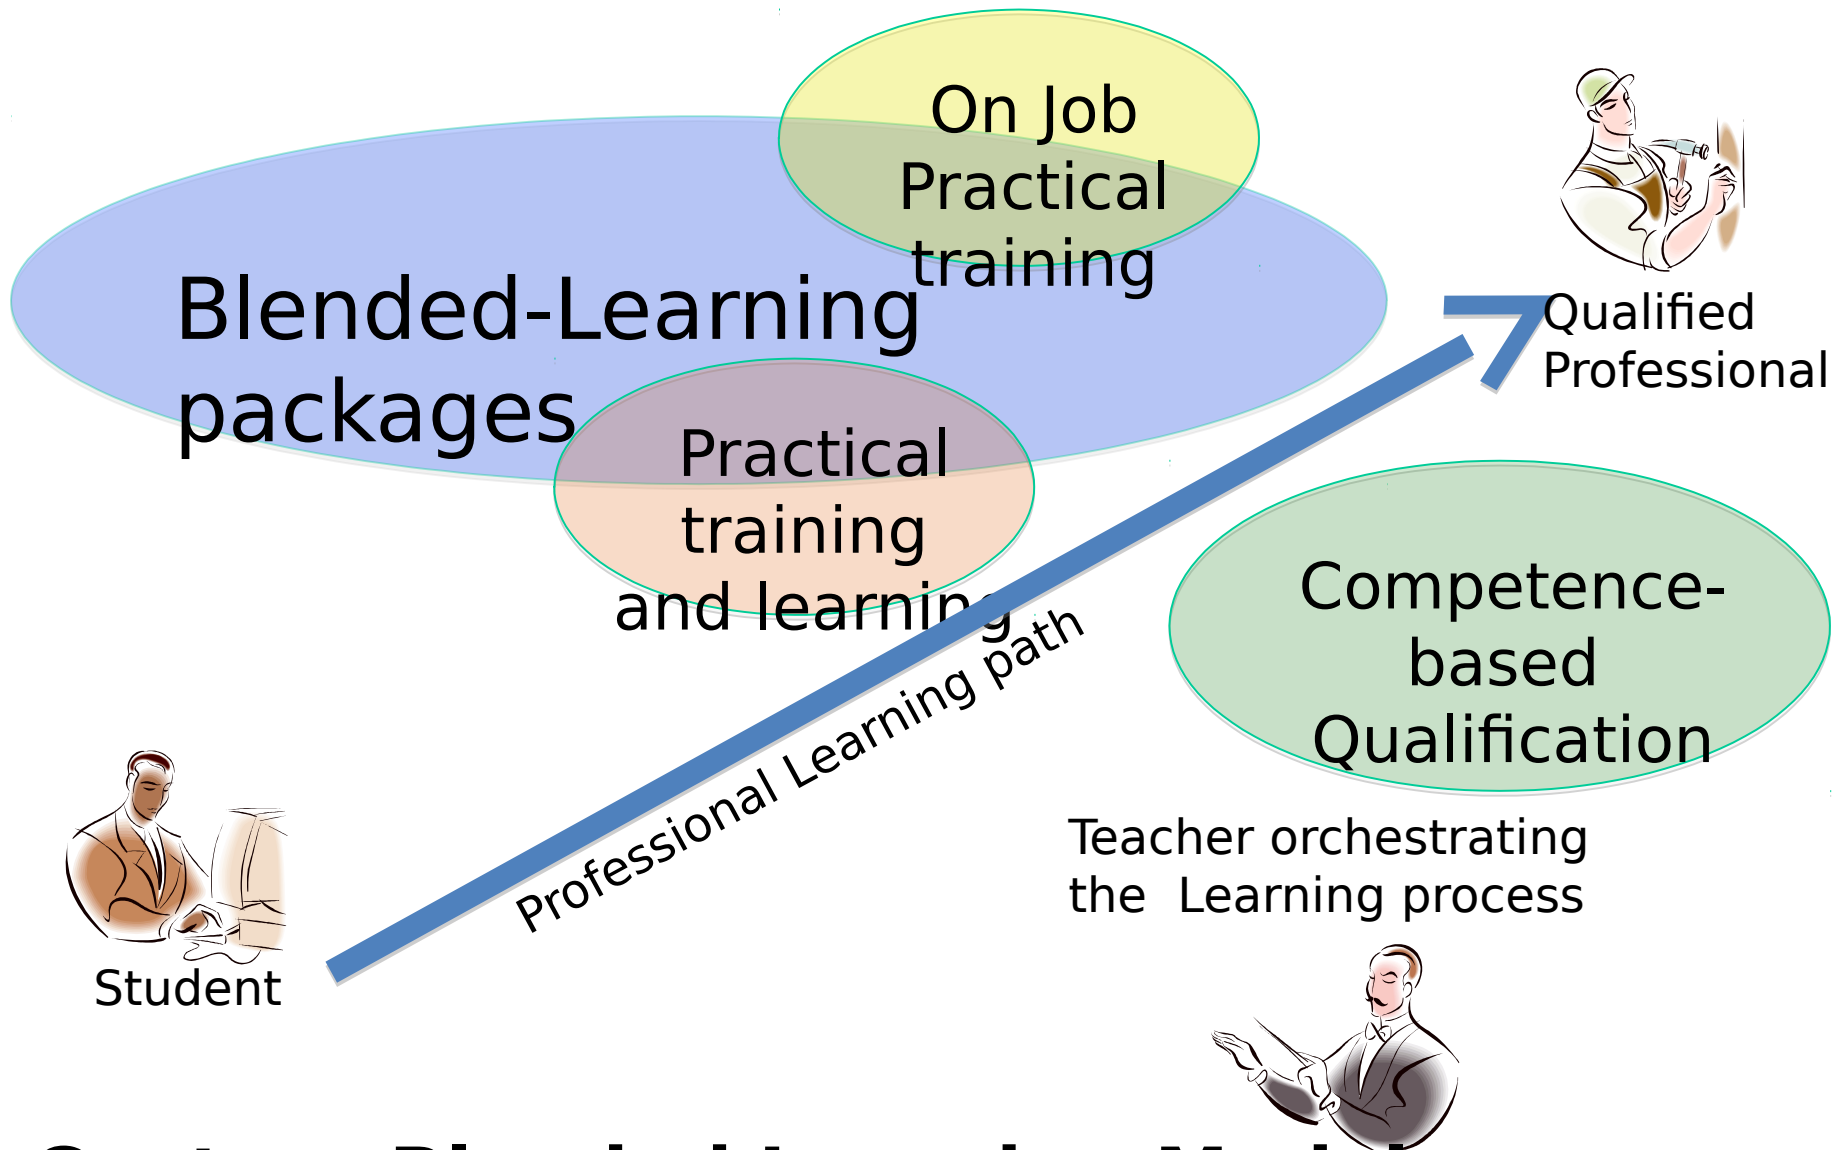 On Job
Practical
training
Blended-Learning
packages
Qualified
Professional
Practical
training
and learning
Competence-
based
Qualification
Professional Learning path
Teacher orchestrating
the  Learning process
Student